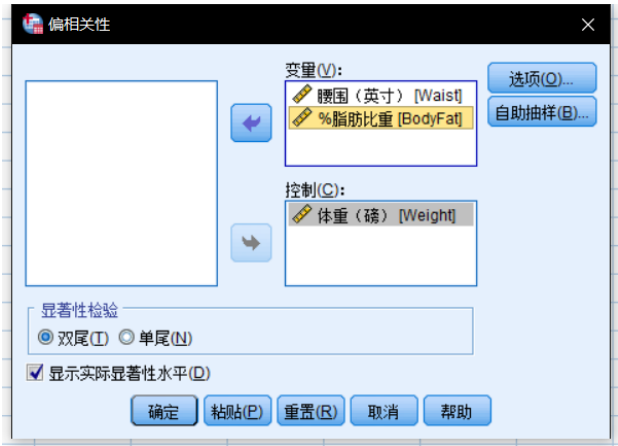 偏相关性
变量(V):
腰围（英寸） [Waist]
%脂肪比重 [BodyFat]
选项(O)...
自助抽样(B)...
控制(C):
体重（磅） [Weight]
显著性检验
双尾(T) 单尾(N)
显示实际显著性水平(D)
确定 粘贴(P) 重置(R) 取消 帮助